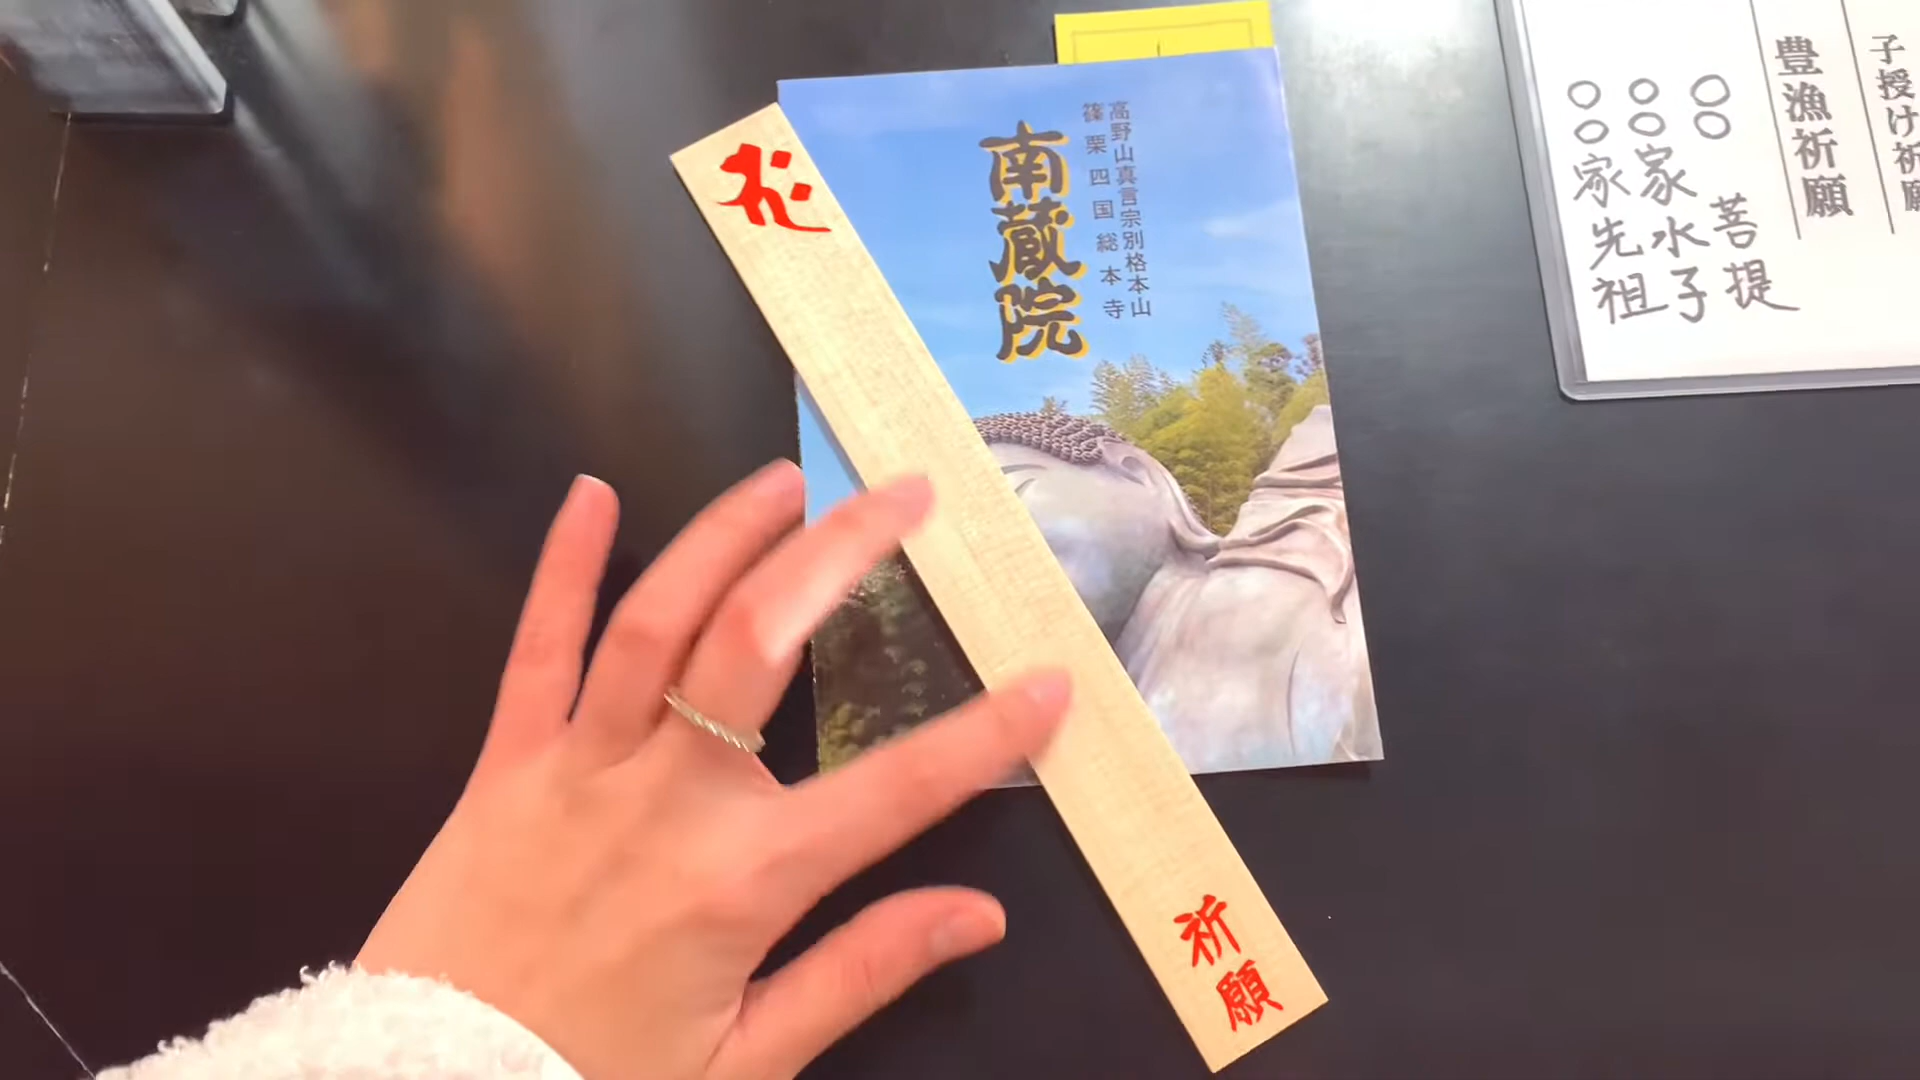 高野山真言宗別格本山
篠栗四国総本寺
南蔵院
祈願
子授け祈願
豊漁祈願
○○菩提
○○家水子
○○家先祖